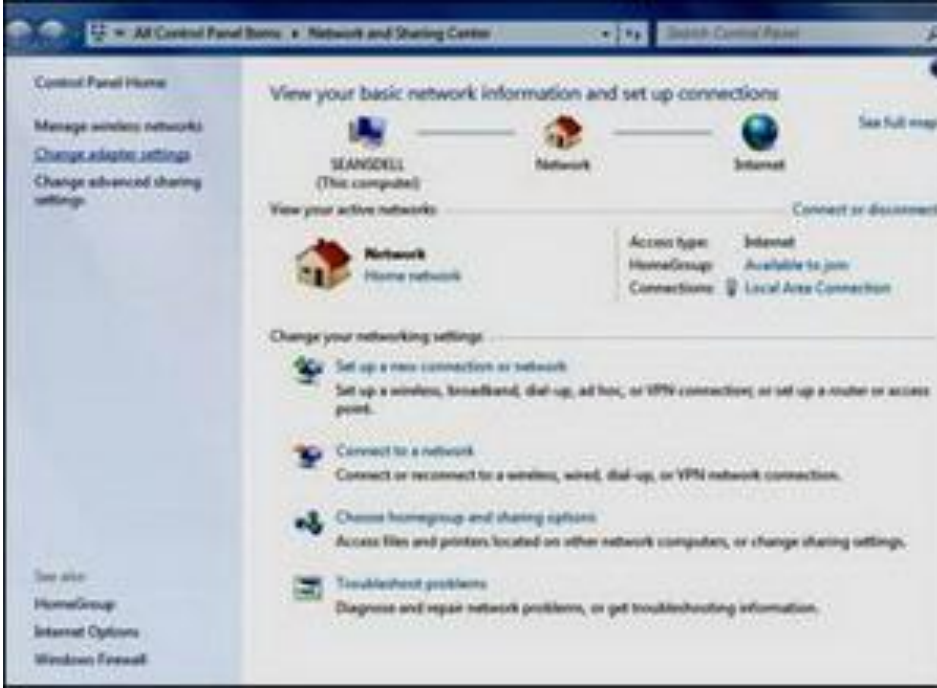 All Control Panel Items ▸ Network and Sharing Center
Search Control Panel
Control Panel Home
Manage wireless networks
Change adapter settings
Change advanced sharing
settings
View your basic network information and set up connections
See full map
SEANSDELL
(This computer)
Network
Internet
View your active networks
Connect or disconnect
Network
Home network
Access type: Internet
HomeGroup: Available to join
Connections: Local Area Connection
Change your networking settings
Set up a new connection or network
Set up a wireless, broadband, dial-up, ad hoc, or VPN connection; or set up a router or access
point.
Connect to a network
Connect or reconnect to a wireless, wired, dial-up, or VPN network connection.
Choose homegroup and sharing options
Access files and printers located on other network computers, or change sharing settings.
Troubleshoot problems
Diagnose and repair network problems, or get troubleshooting information.
See also
HomeGroup
Internet Options
Windows Firewall